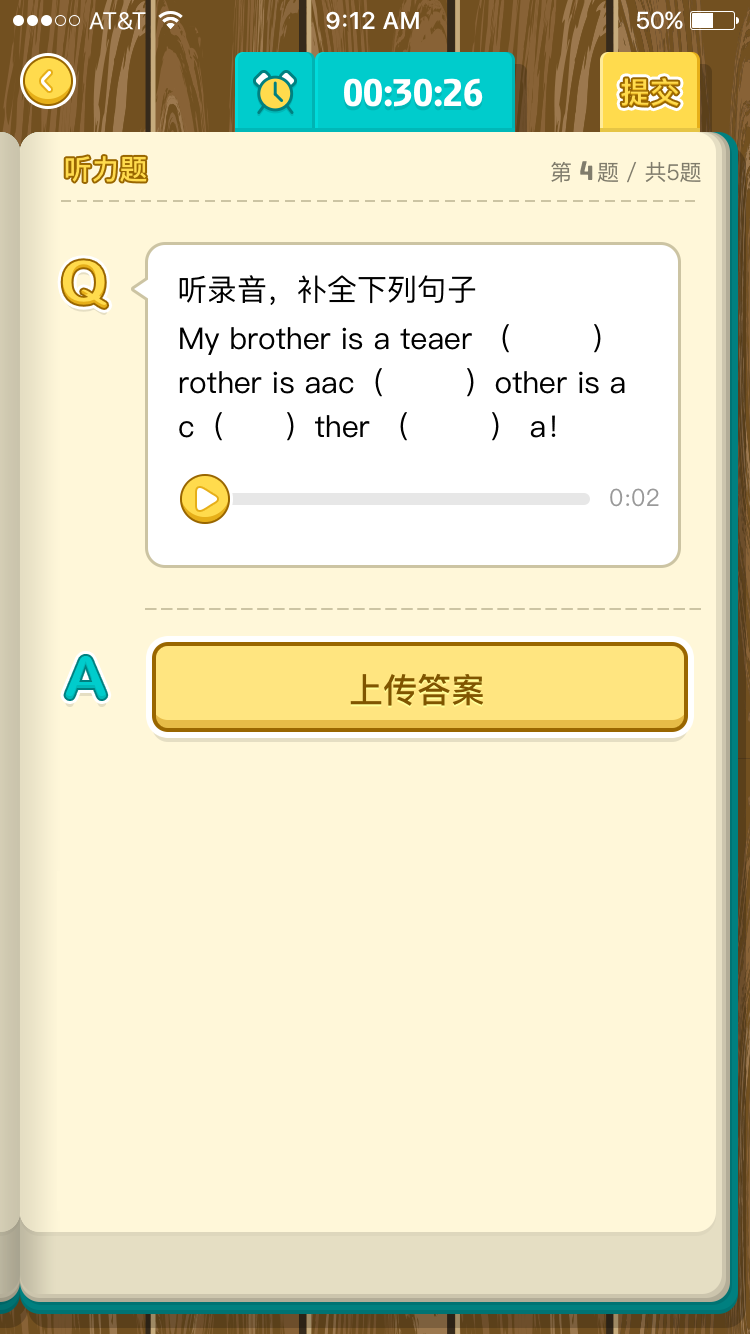 AT&T 9:12 AM 50%
00:30:26 提交
听力题 第 4 题 / 共5题
Q
听录音，补全下列句子
My brother is a teaer （ ）
rother is aac（ ）other is a
c（ ）ther （ ） a!
0:02
A
上传答案